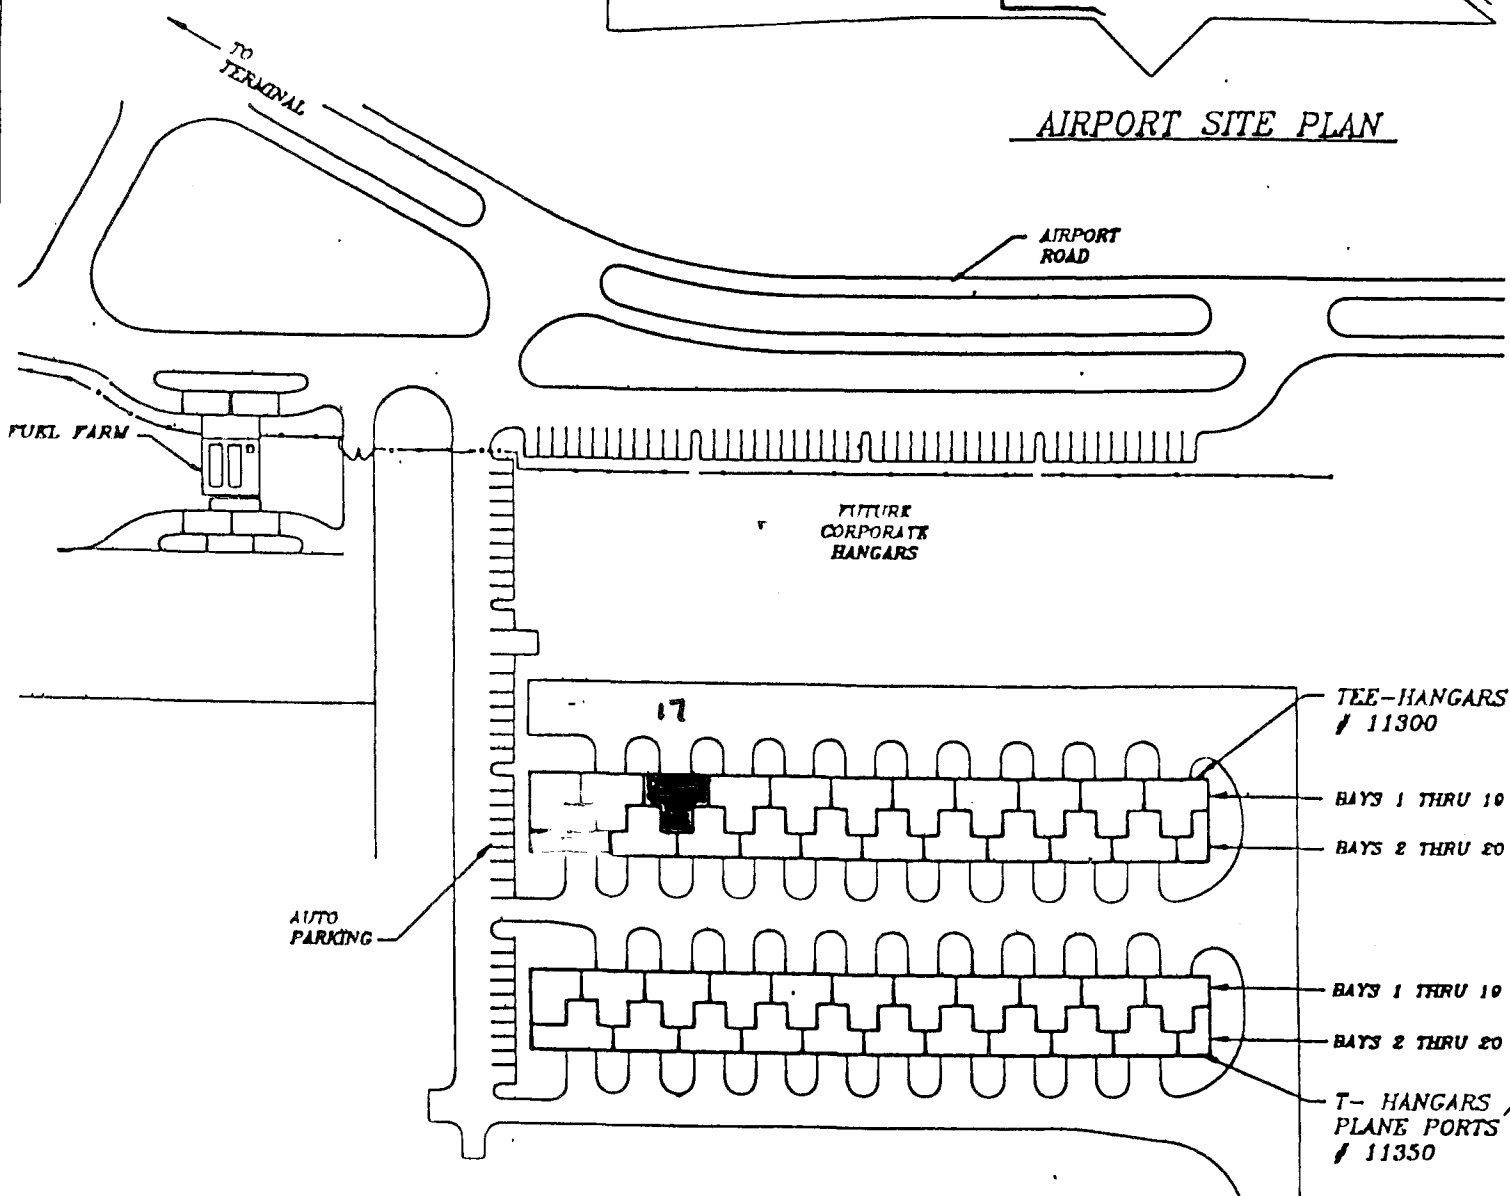 TO
TERMINAL
AIRPORT SITE PLAN
AIRPORT
ROAD
FUEL FARM
FUTURE
CORPORATE
HANGARS
17
TEE-HANGARS
# 11300
BAYS 1 THRU 19
BAYS 2 THRU 20
AUTO
PARKING
BAYS 1 THRU 19
BAYS 2 THRU 20
T- HANGARS /
PLANE PORTS
# 11350